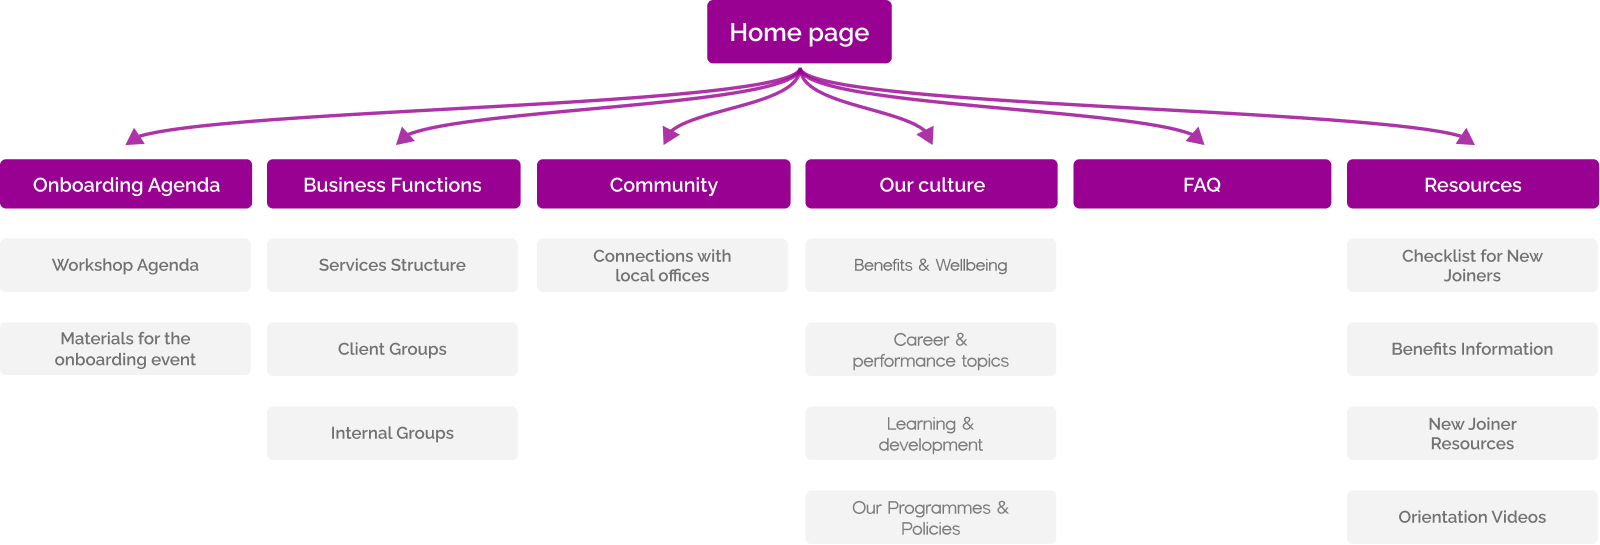 Home page
Onboarding Agenda
Business Functions
Community
Our culture
FAQ
Resources
Workshop Agenda
Services Structure
Connections with
local offices
Benefits & Wellbeing
Checklist for New
Joiners
Materials for the
onboarding event
Client Groups
Career &
performance topics
Benefits Information
Internal Groups
Learning &
development
New Joiner
Resources
Our Programmes &
Policies
Orientation Videos